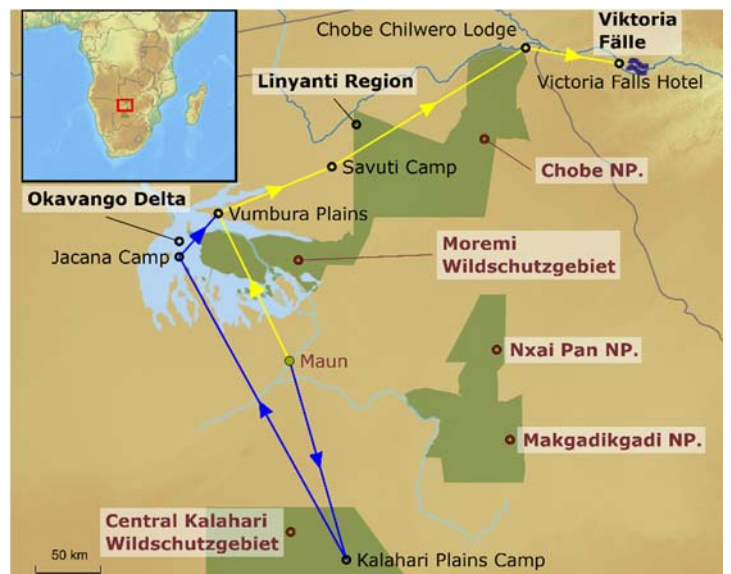 Chobe Chilwero Lodge
Viktoria
Fälle
Victoria Falls Hotel
Linyanti Region
Savuti Camp
Chobe NP.
Okavango Delta
Vumbura Plains
Jacana Camp
Moremi
Wildschutzgebiet
Maun
Nxai Pan NP.
Makgadikgadi NP.
Central Kalahari
Wildschutzgebiet
50 km
Kalahari Plains Camp